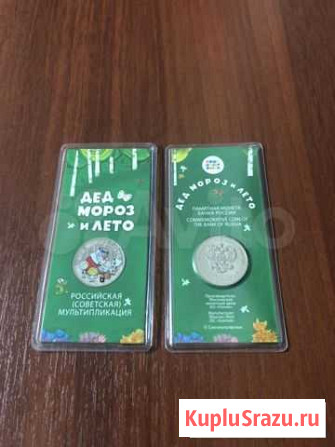 ДЕД
МОРОЗ
И ЛЕТО
РОССИЙСКАЯ
(СОВЕТСКАЯ)
МУЛЬТИПЛИКАЦИЯ
ДЕД МОРОЗ И ЛЕТО
ПАМЯТНАЯ МОНЕТА
БАНКА РОССИИ
COMMEMORATIVE COIN OF
THE BANK OF RUSSIA
KupluSrazu.ru